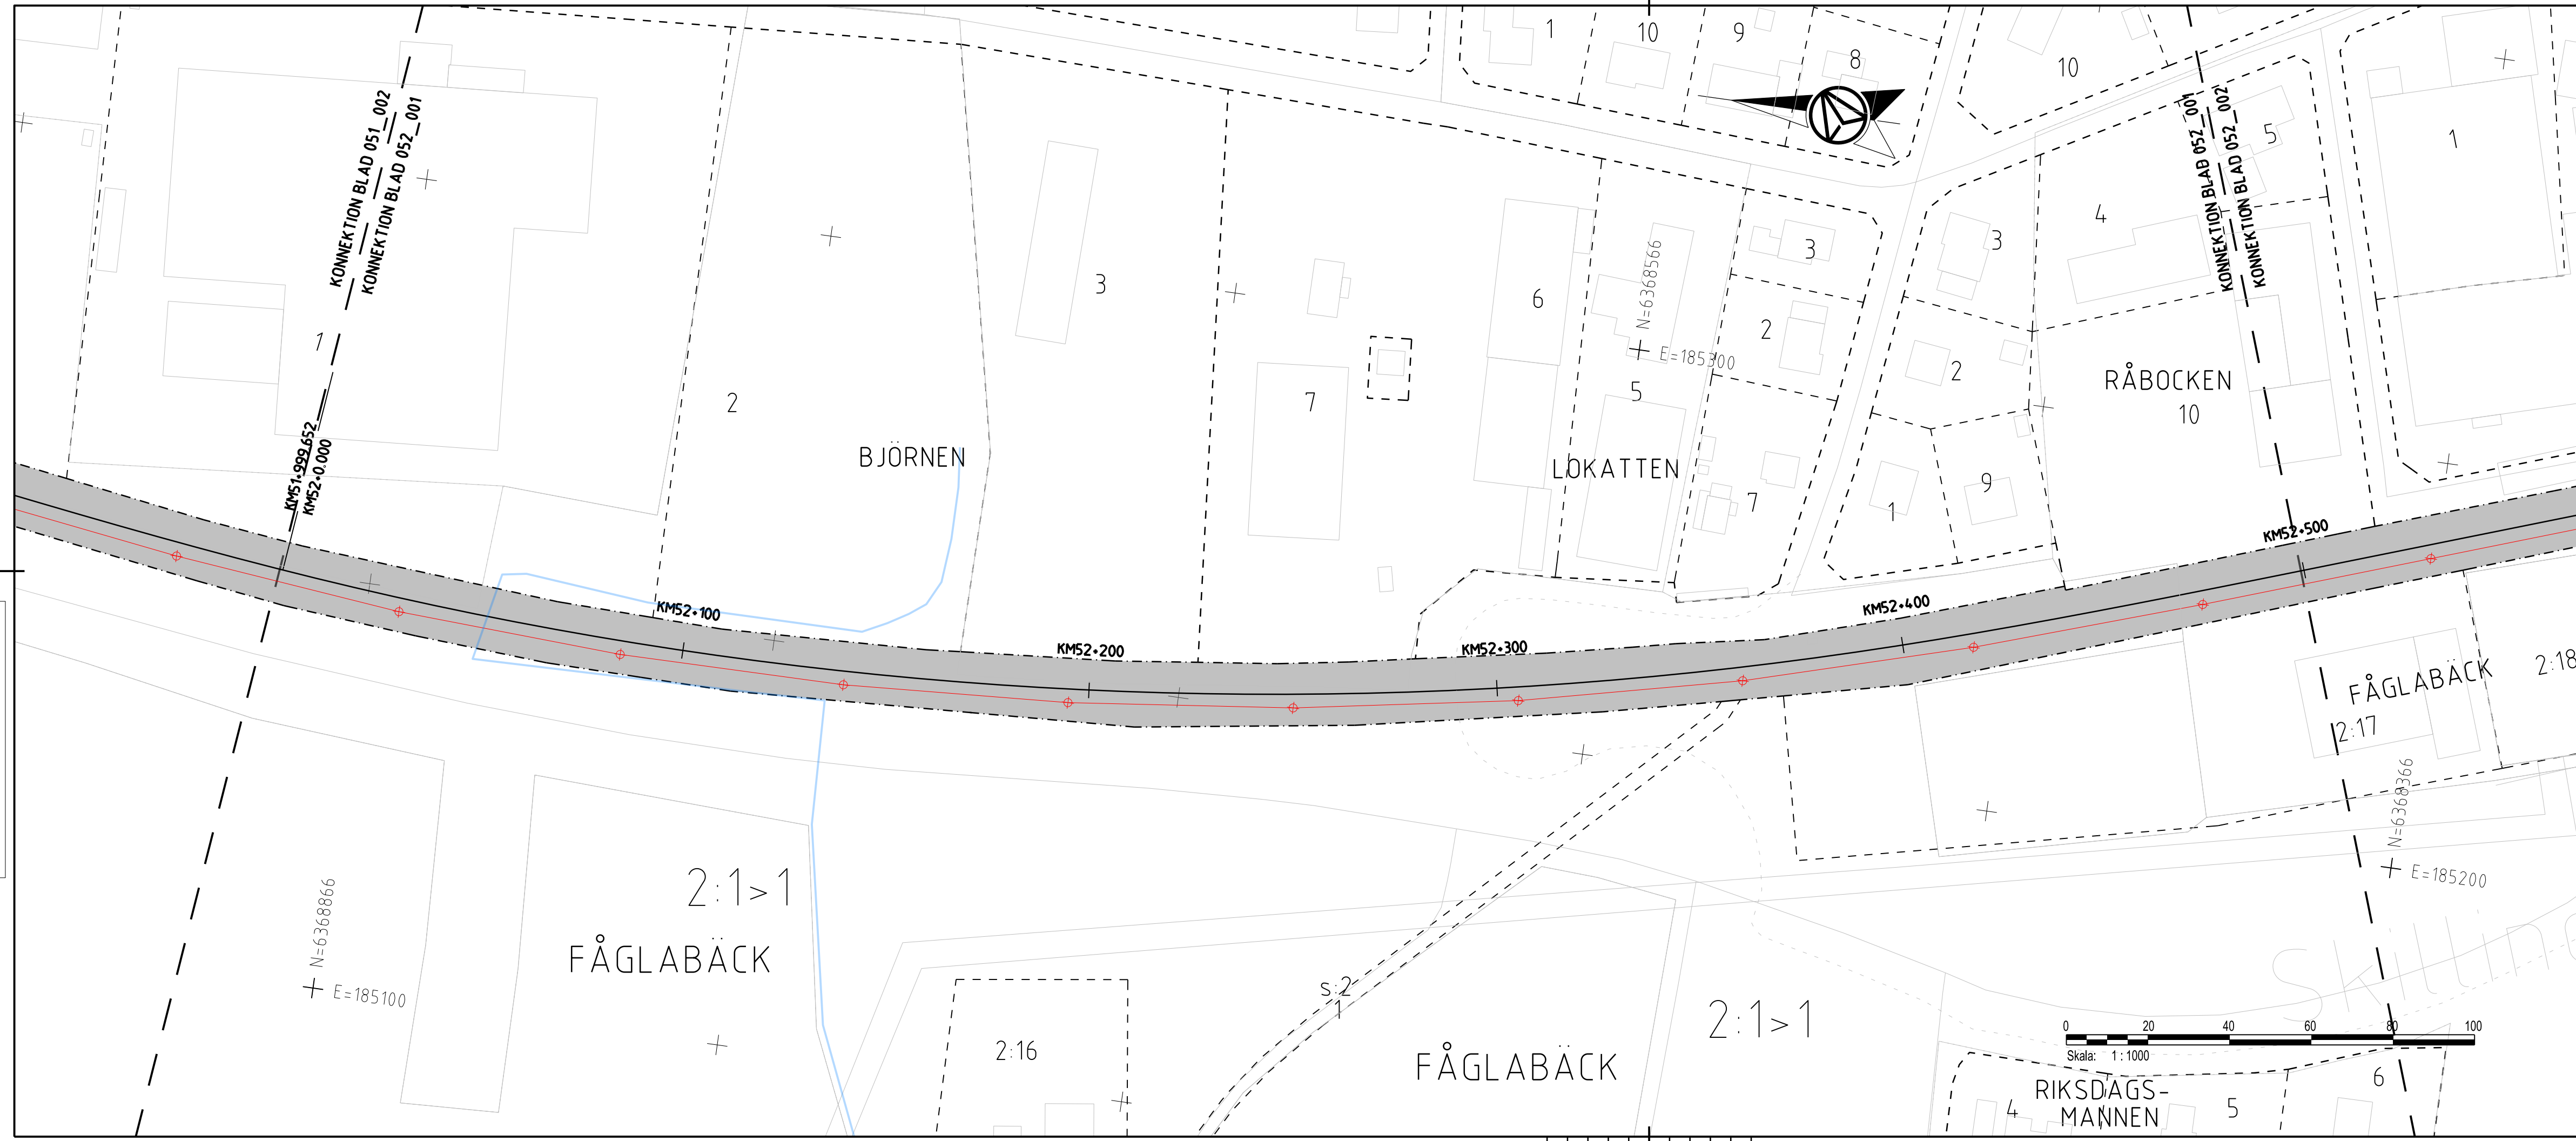 1
10
9
8
10
5
1
KONNEKTION BLAD 051_002
KONNEKTION BLAD 052_001
KONNEKTION BLAD 052_001
KONNEKTION BLAD 052_002
3
4
3
3
6
N=6368566
E=185300
2
2
1
2
7
5
RÅBOCKEN
10
BJÖRNEN
LOKATTEN
KM51+999.652
KM52+0.000
7
1
9
KM52+500
KM52+100
KM52+200
KM52+300
KM52+400
FÅGLABÄCK
2:17
2:18
N=6368366
E=185200
2:1>1
FÅGLABÄCK
N=6368866
E=185100
s:2
1
2:1>1
2:16
FÅGLABÄCK
0 20 40 60 80 100
Skala: 1 : 1000
RIKSDAGS-
MANNEN
4
5
6